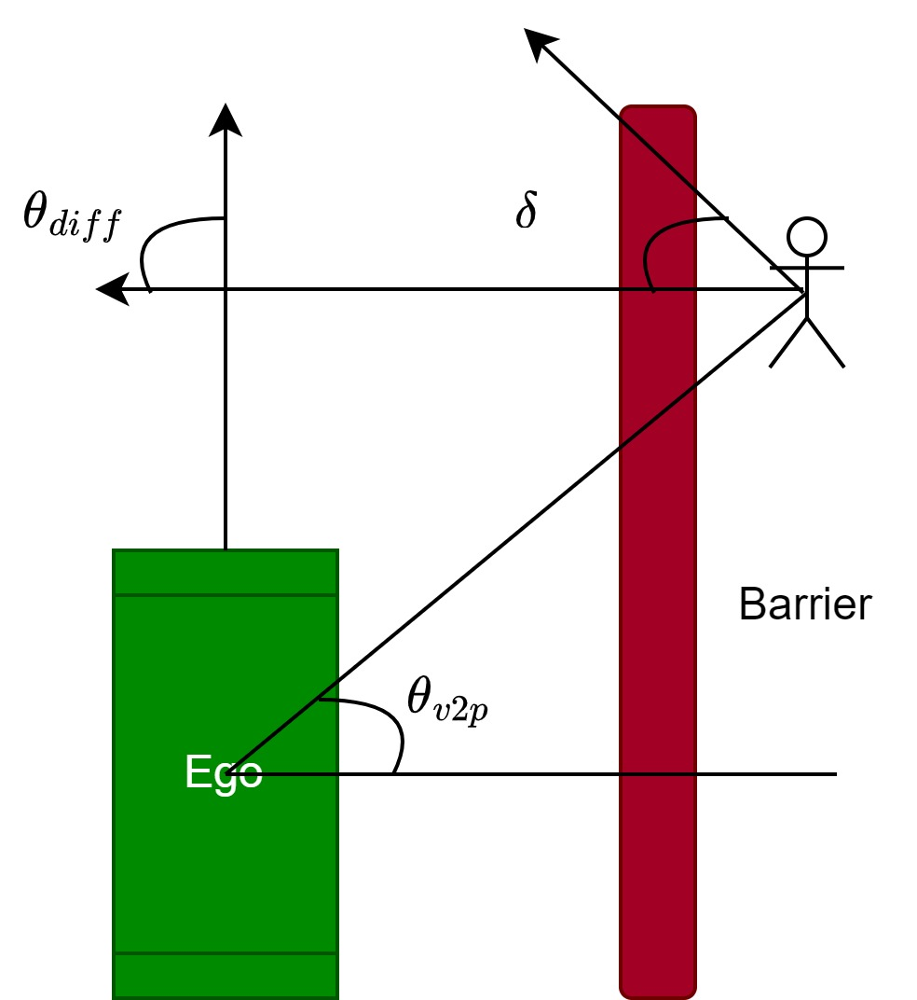 θ_diff
δ
Barrier
θ_v2p
Ego